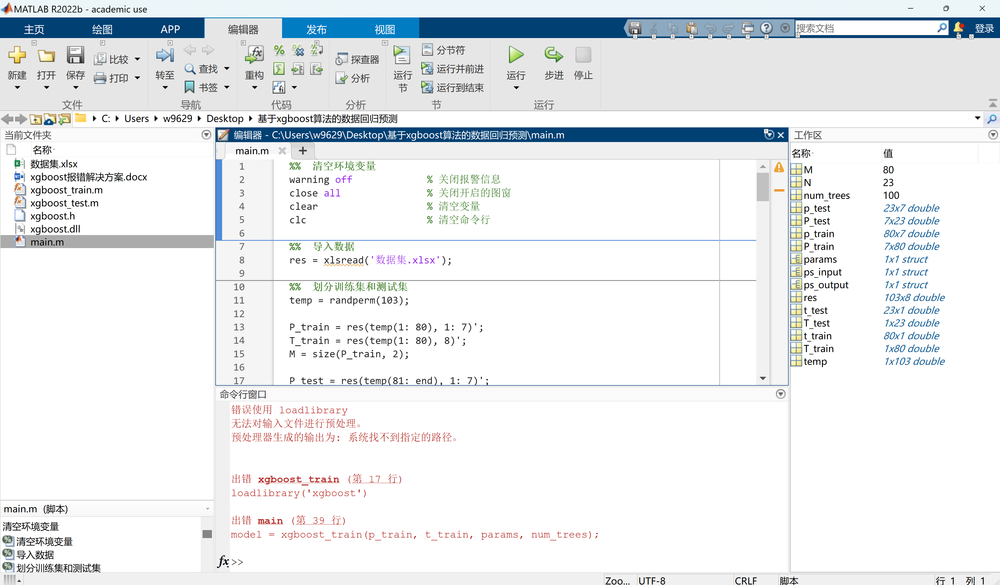 MATLAB R2022b - academic use
主页 绘图 APP 编辑器 发布 视图 搜索文档 登录
H P A E B W 1 2 3 4 5 6 7 8 D N O
新建 打开 保存 比较 打印 转至 查找 书签 重构 探查器 分析 运行节 分节符 运行并前进 运行到结束 运行 步进 停止
文件 导航 代码 分析 节 运行
C: Users w9629 Desktop 基于xgboost算法的数据回归预测
当前文件夹
名称
数据集.xlsx
xgboost报错解决方案.docx
xgboost_train.m
xgboost_test.m
xgboost.h
xgboost.dll
main.m
main.m (脚本)
清空环境变量
清空环境变量
导入数据
划分训练集和测试集
编辑器 - C:\Users\w9629\Desktop\基于xgboost算法的数据回归预测\main.m
main.m
1 %% 清空环境变量
2 warning off % 关闭报警信息
3 close all % 关闭开启的图窗
4 clear % 清空变量
5 clc % 清空命令行
6
7 %% 导入数据
8 res = xlsread('数据集.xlsx');
9
10 %% 划分训练集和测试集
11 temp = randperm(103);
12
13 P_train = res(temp(1: 80), 1: 7)';
14 T_train = res(temp(1: 80), 8)';
15 M = size(P_train, 2);
16
17 P_test = res(temp(81: end), 1: 7)';
命令行窗口
错误使用 loadlibrary
无法对输入文件进行预处理。
预处理器生成的输出为: 系统找不到指定的路径。
出错 xgboost_train (第 17 行)
loadlibrary('xgboost')
出错 main (第 39 行)
model = xgboost_train(p_train, t_train, params, num_trees);
fx >>
工作区
名称 值
M 80
N 23
num_trees 100
p_test 23x7 double
P_test 7x23 double
p_train 80x7 double
P_train 7x80 double
params 1x1 struct
ps_input 1x1 struct
ps_output 1x1 struct
res 103x8 double
t_test 23x1 double
T_test 1x23 double
t_train 80x1 double
T_train 1x80 double
temp 1x103 double
Zoo... UTF-8 CRLF 脚本 行 1 列 1